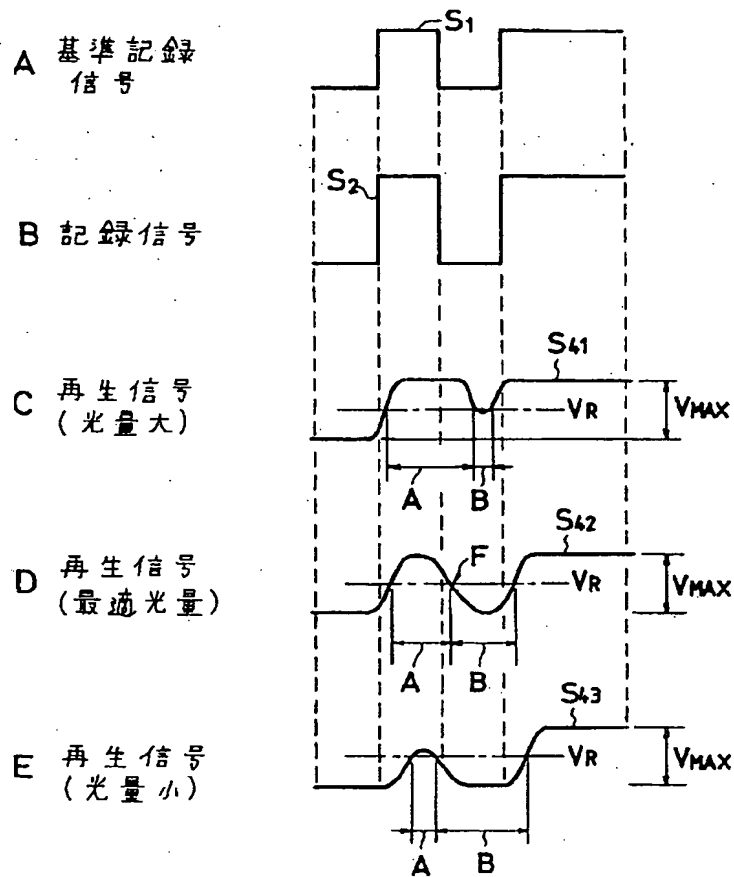 S1
A 基準記録
信号
S2
B 記録信号
S41
C 再生信号
(光量大)
VR
VMAX
A B
S42
D 再生信号
(最適光量)
F
VR
VMAX
A B
S43
E 再生信号
(光量小)
VR
VMAX
A B